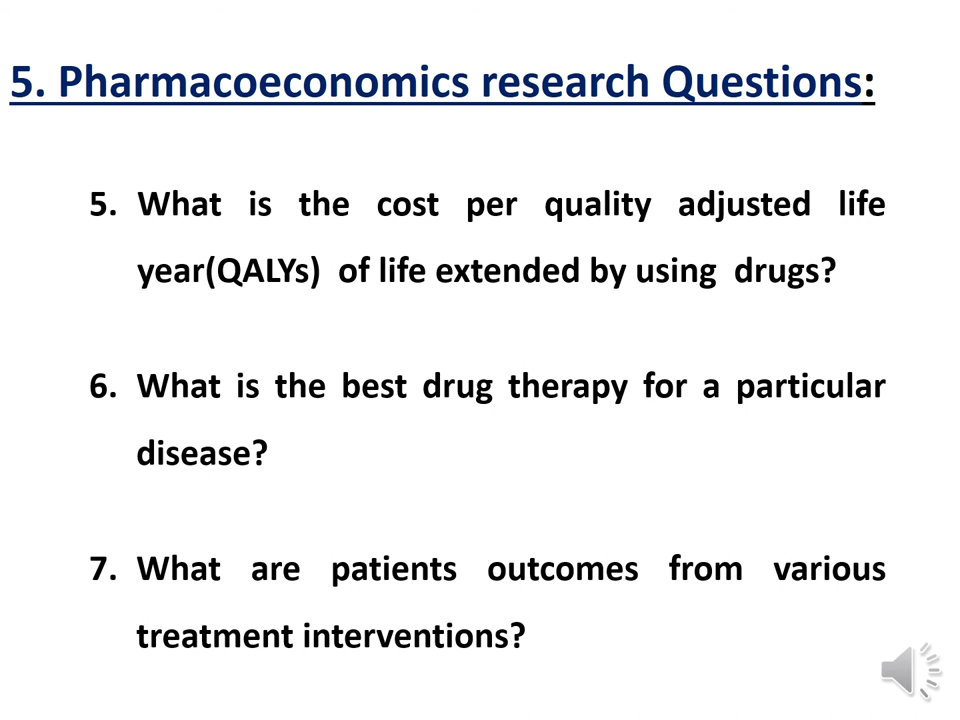 5. Pharmacoeconomics research Questions:
5. What is the cost per quality adjusted life
year(QALYs) of life extended by using drugs?
6. What is the best drug therapy for a particular
disease?
7. What are patients outcomes from various
treatment interventions?